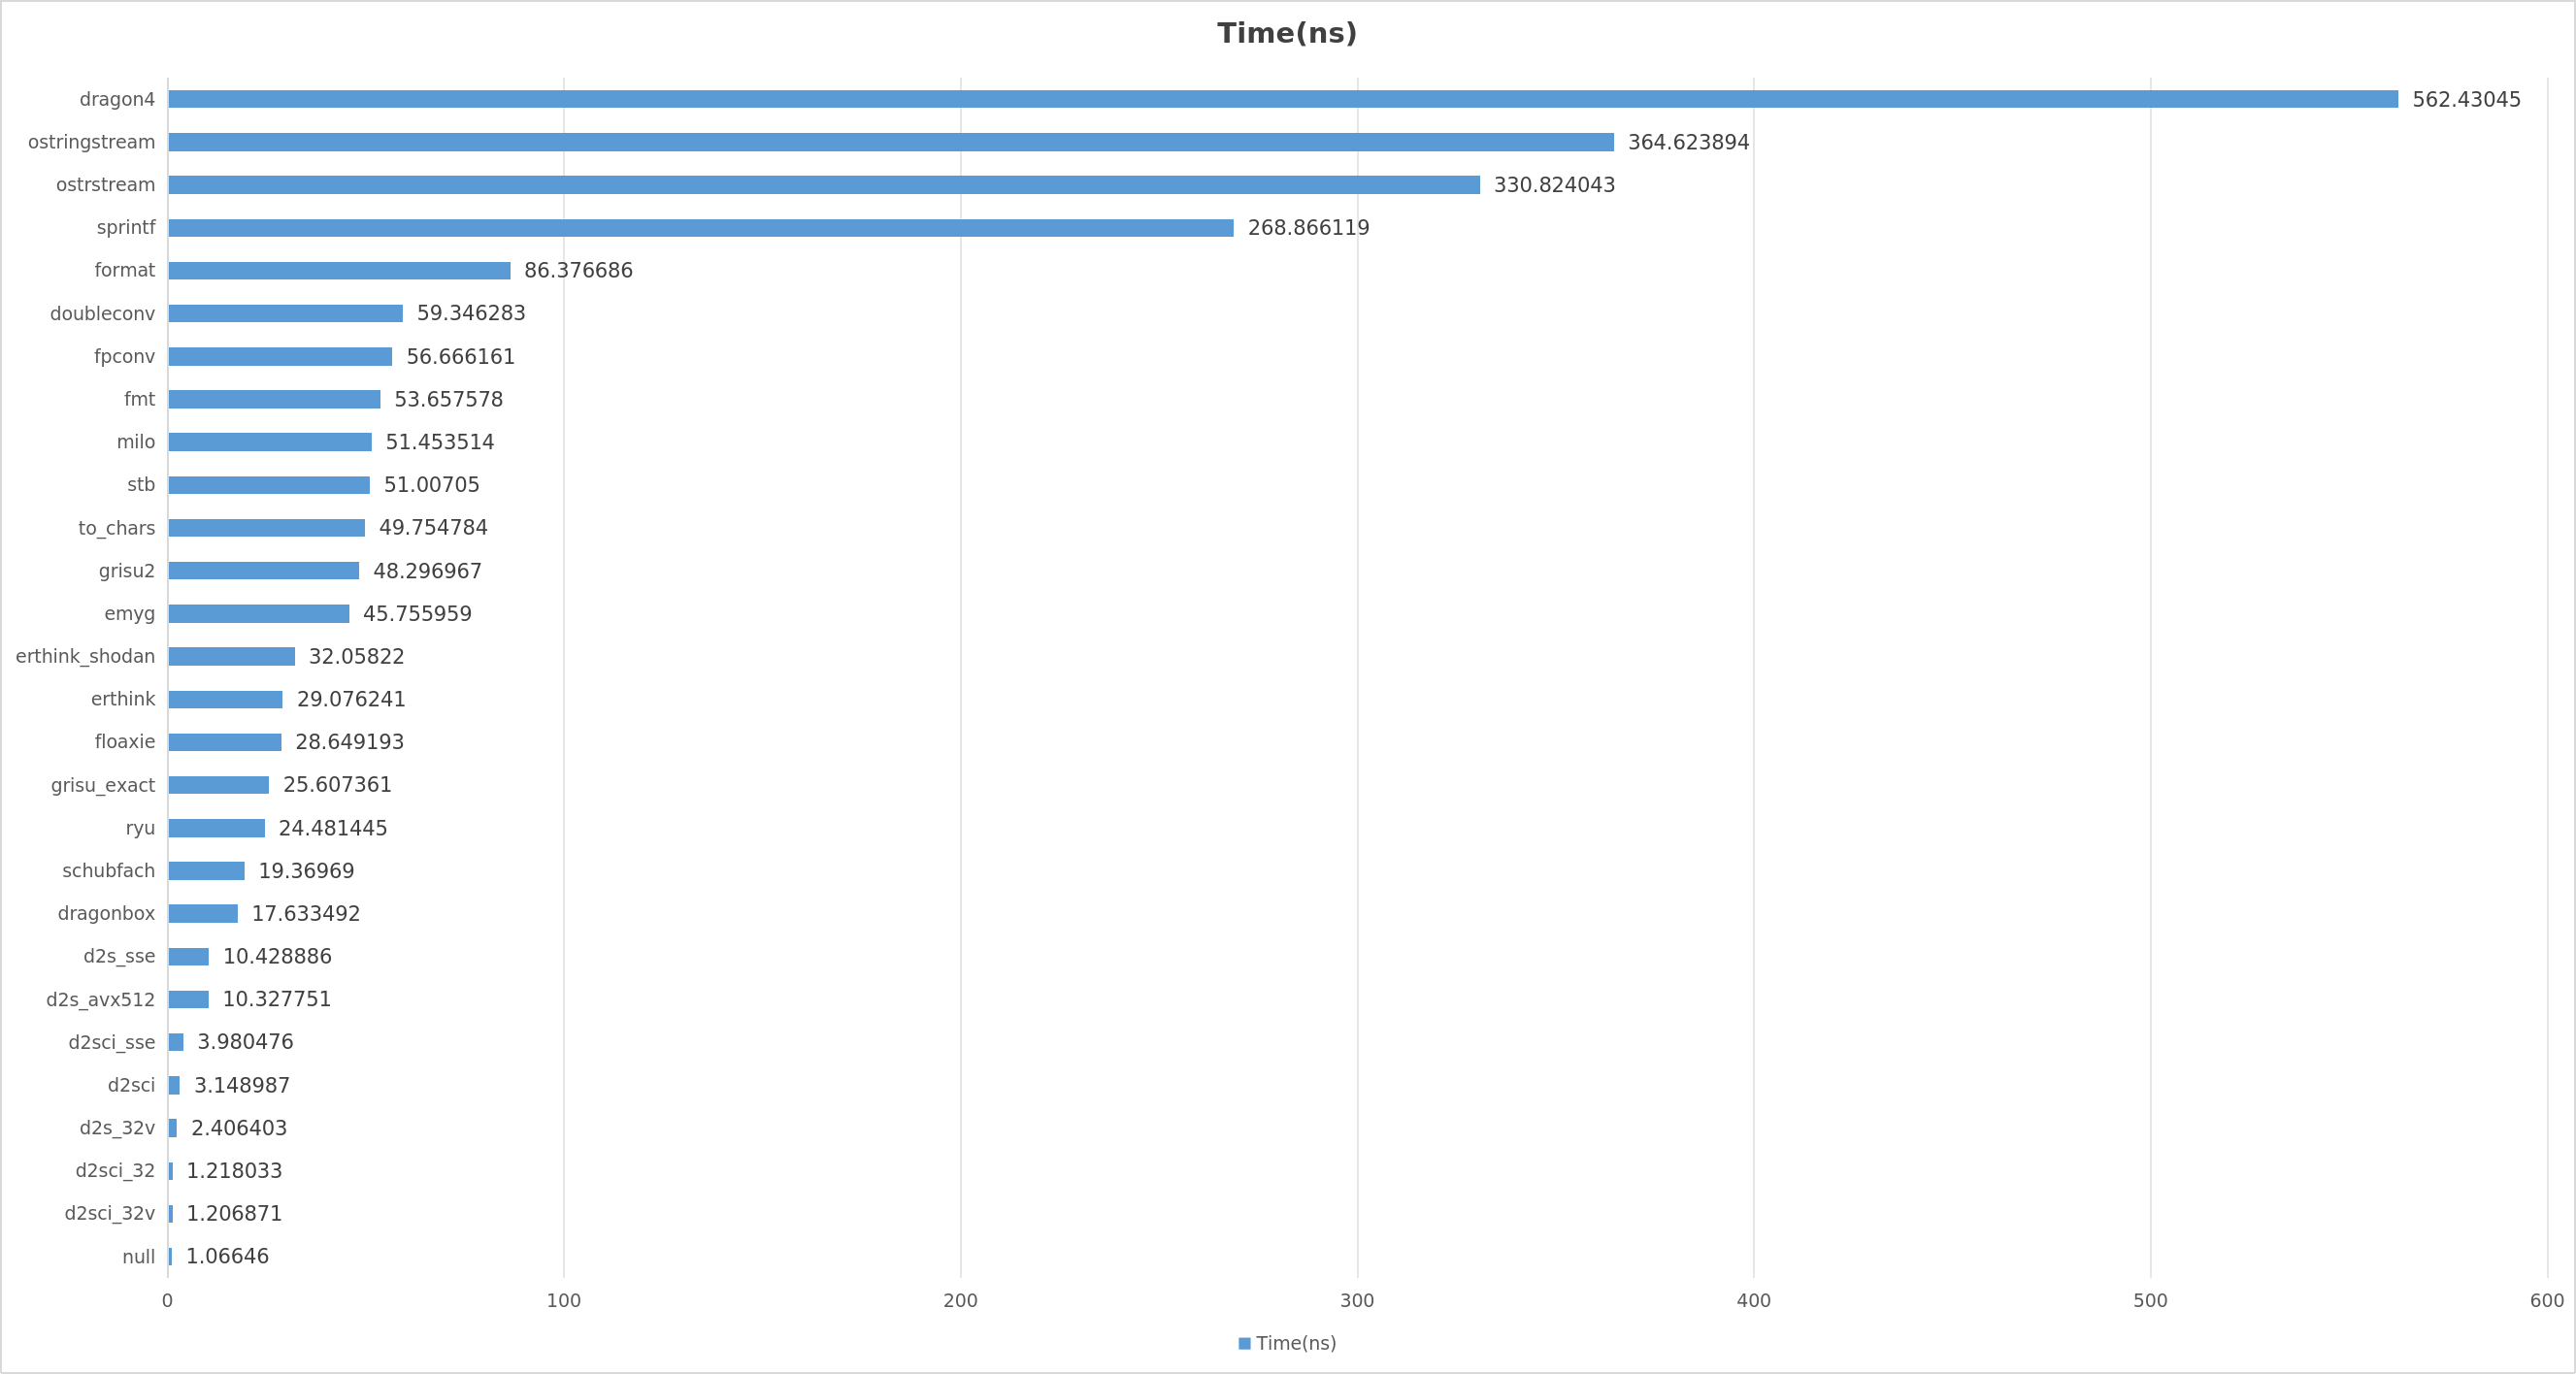 Time(ns)
dragon4 562.43045
ostringstream 364.623894
ostrstream 330.824043
sprintf 268.866119
format 86.376686
doubleconv 59.346283
fpconv 56.666161
fmt 53.657578
milo 51.453514
stb 51.00705
to_chars 49.754784
grisu2 48.296967
emyg 45.755959
erthink_shodan 32.05822
erthink 29.076241
floaxie 28.649193
grisu_exact 25.607361
ryu 24.481445
schubfach 19.36969
dragonbox 17.633492
d2s_sse 10.428886
d2s_avx512 10.327751
d2sci_sse 3.980476
d2sci 3.148987
d2s_32v 2.406403
d2sci_32 1.218033
d2sci_32v 1.206871
null 1.06646
0 100 200 300 400 500 600
Time(ns)